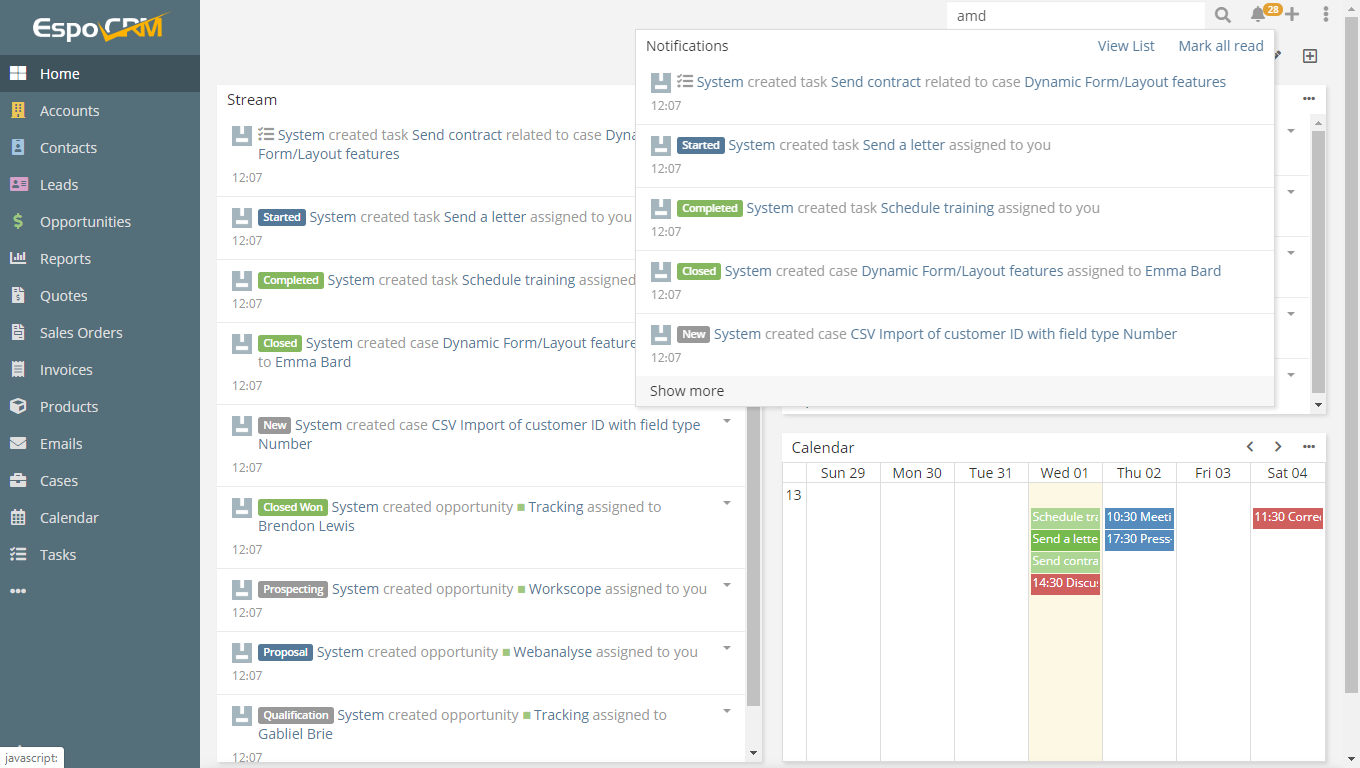 EspoCRM
Home
Accounts
Contacts
Leads
Opportunities
Reports
Quotes
Sales Orders
Invoices
Products
Emails
Cases
Calendar
Tasks
javascript:
amd
28
Notifications
View List
Mark all read
System created task Send contract related to case Dynamic Form/Layout features
12:07
Started System created task Send a letter assigned to you
12:07
Completed System created task Schedule training assigned to you
12:07
Closed System created case Dynamic Form/Layout features assigned to Emma Bard
12:07
New System created case CSV Import of customer ID with field type Number
12:07
Show more
Stream
System created task Send contract related to case Dyna
Form/Layout features
12:07
Started System created task Send a letter assigned to you
12:07
Completed System created task Schedule training assigned
12:07
Closed System created case Dynamic Form/Layout feature
to Emma Bard
12:07
New System created case CSV Import of customer ID with field type
Number
12:07
Closed Won System created opportunity Tracking assigned to
Brendon Lewis
12:07
Prospecting System created opportunity Workscope assigned to you
12:07
Proposal System created opportunity Webanalyse assigned to you
12:07
Qualification System created opportunity Tracking assigned to
Gabliel Brie
12:07
Calendar
Sun 29 Mon 30 Tue 31 Wed 01 Thu 02 Fri 03 Sat 04
13
Schedule tra
Send a lette
Send contra
14:30 Discus
10:30 Meeti
17:30 Press-
11:30 Correc